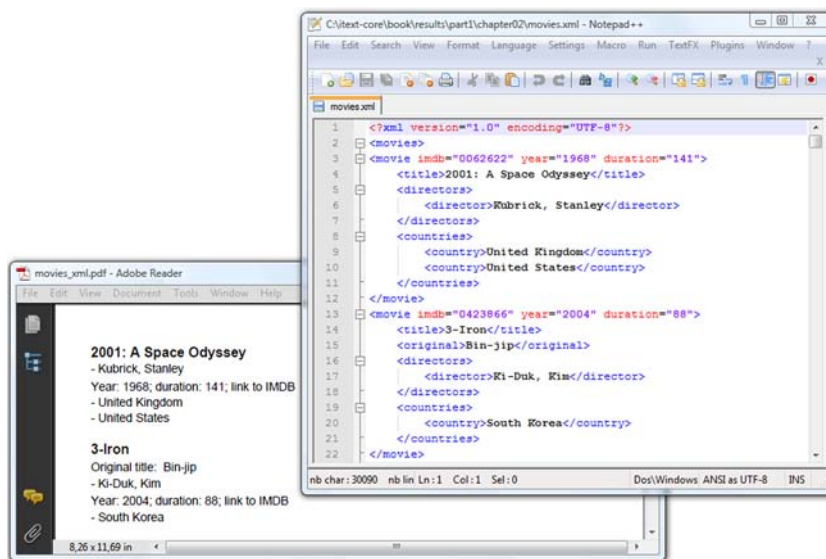 C:\itext-core\book\results\part1\chapter02\movies.xml - Notepad++
File Edit Search View Format Language Settings Macro Run TextFX Plugins Window ?
X
movies.xml
1 <?xml version="1.0" encoding="UTF-8"?>
2 <movies>
3 <movie imdb="0062622" year="1968" duration="141">
4 <title>2001: A Space Odyssey</title>
5 <directors>
6 <director>Kubrick, Stanley</director>
7 </directors>
8 <countries>
9 <country>United Kingdom</country>
10 <country>United States</country>
11 </countries>
12 </movie>
13 <movie imdb="0423866" year="2004" duration="88">
14 <title>3-Iron</title>
15 <original>Bin-jip</original>
16 <directors>
17 <director>Ki-Duk, Kim</director>
18 </directors>
19 <countries>
20 <country>South Korea</country>
21 </countries>
22 </movie>
nb char : 30090 nb lin Ln : 1 Col : 1 Sel : 0 Dos\Windows ANSI as UTF-8 INS
movies_xml.pdf - Adobe Reader
File Edit View Document Tools Window Help
2001: A Space Odyssey
- Kubrick, Stanley
Year: 1968; duration: 141; link to IMDB
- United Kingdom
- United States
3-Iron
Original title: Bin-jip
- Ki-Duk, Kim
Year: 2004; duration: 88; link to IMDB
- South Korea
8,26 x 11,69 in